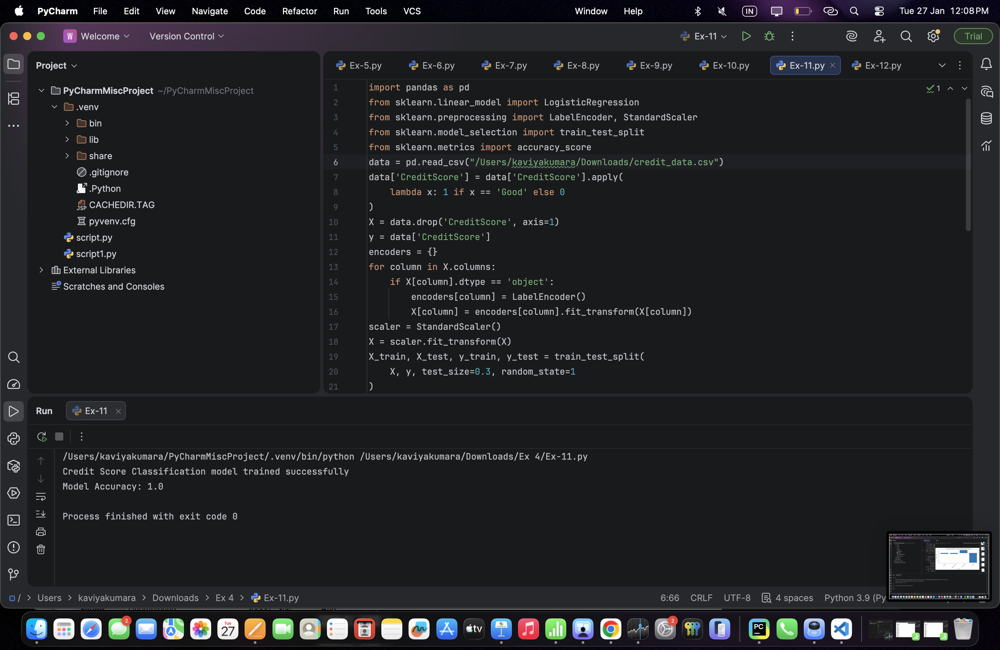 PyCharm File Edit View Navigate Code Refactor Run Tools VCS Window Help IN Tue 27 Jan 12:08 PM
W Welcome Version Control Ex-11 Trial
Project
Ex-5.py Ex-6.py Ex-7.py Ex-8.py Ex-9.py Ex-10.py Ex-11.py Ex-12.py
PyCharmMiscProject ~/PyCharmMiscProject
.venv
bin
lib
share
.gitignore
.Python
JSP CACHEDIR.TAG
pyvenv.cfg
script.py
script1.py
External Libraries
Scratches and Consoles
1
1 import pandas as pd
2 from sklearn.linear_model import LogisticRegression
3 from sklearn.preprocessing import LabelEncoder, StandardScaler
4 from sklearn.model_selection import train_test_split
5 from sklearn.metrics import accuracy_score
6 data = pd.read_csv("/Users/kaviyakumara/Downloads/credit_data.csv")
7 data['CreditScore'] = data['CreditScore'].apply(
8     lambda x: 1 if x == 'Good' else 0
9 )
10 X = data.drop('CreditScore', axis=1)
11 y = data['CreditScore']
12 encoders = {}
13 for column in X.columns:
14     if X[column].dtype == 'object':
15         encoders[column] = LabelEncoder()
16         X[column] = encoders[column].fit_transform(X[column])
17 scaler = StandardScaler()
18 X = scaler.fit_transform(X)
19 X_train, X_test, y_train, y_test = train_test_split(
20     X, y, test_size=0.3, random_state=1
21 )
Run Ex-11
/Users/kaviyakumara/PyCharmMiscProject/.venv/bin/python /Users/kaviyakumara/Downloads/Ex 4/Ex-11.py
Credit Score Classification model trained successfully
Model Accuracy: 1.0
Process finished with exit code 0
/ > Users > kaviyakumara > Downloads > Ex 4 > Ex-11.py 6:66 CRLF UTF-8 4 spaces Python 3.9 (Py
2 Tue 27 tv 2 PC